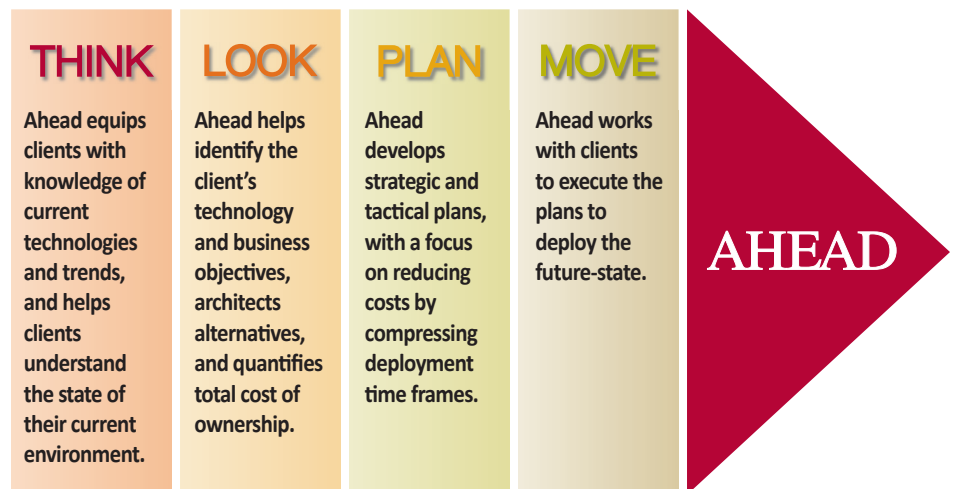 THINK
Ahead equips
clients with
knowledge of
current
technologies
and trends,
and helps
clients
understand
the state of
their current
environment.
LOOK
Ahead helps
identify the
client’s
technology
and business
objectives,
architects
alternatives,
and quantifies
total cost of
ownership.
PLAN
Ahead
develops
strategic and
tactical plans,
with a focus
on reducing
costs by
compressing
deployment
time frames.
MOVE
Ahead works
with clients
to execute the
plans to
deploy the
future-state.
AHEAD